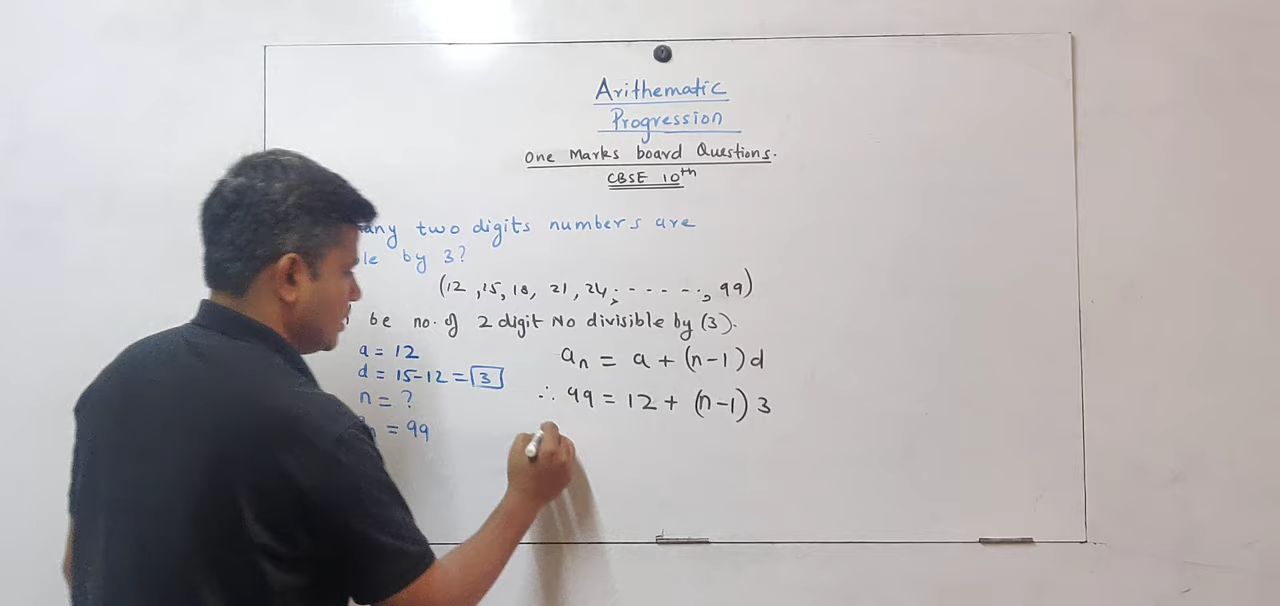 Arithematic
Progression
One Marks board Questions.
CBSE 10th
two digits numbers are
by 3?
(12, 15, 18, 21, 24, ......, 99)
be no. of 2 digit No divisible by (3).
a = 12
d = 15-12 = 3
n = ?
= 99
an = a + (n-1) d
∴ 99 = 12 + (n-1) 3